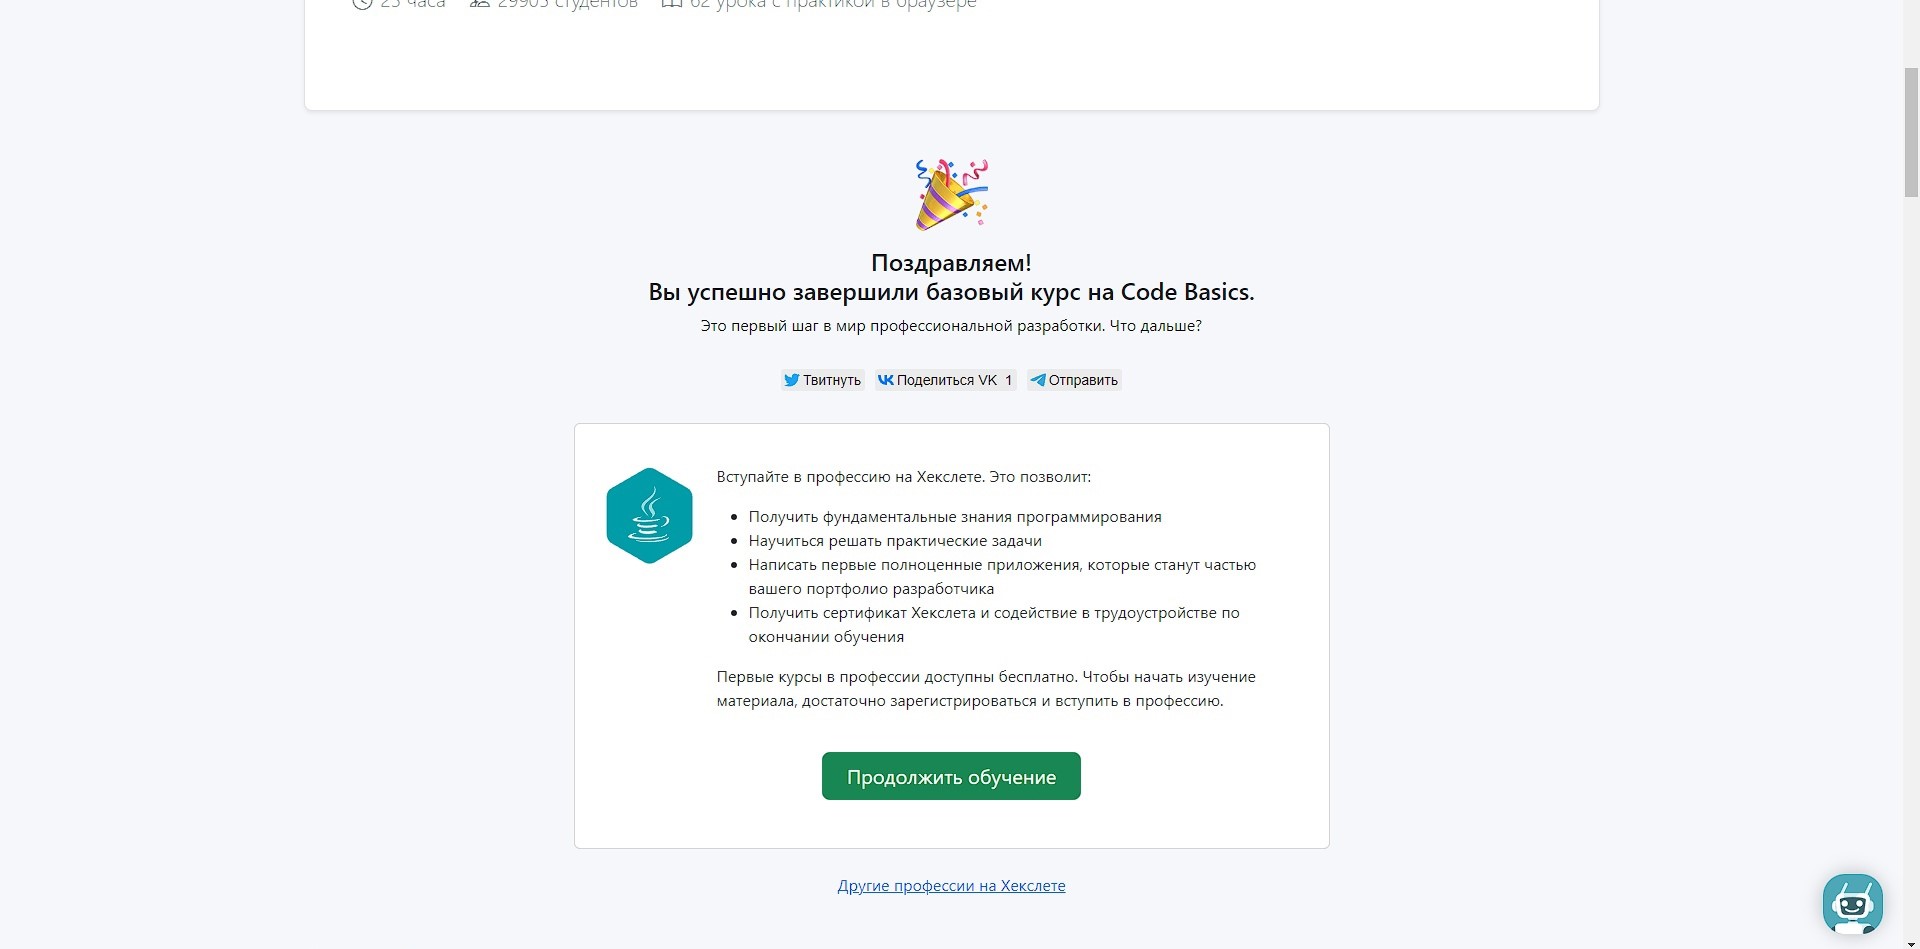 23 часа 29905 студентов 62 урока с практикой в браузере
Поздравляем!
Вы успешно завершили базовый курс на Code Basics.
Это первый шаг в мир профессиональной разработки. Что дальше?
Твитнуть Поделиться VK 1 Отправить
Вступайте в профессию на Хекслете. Это позволит:
Получить фундаментальные знания программирования
Научиться решать практические задачи
Написать первые полноценные приложения, которые станут частью
вашего портфолио разработчика
Получить сертификат Хекслета и содействие в трудоустройстве по
окончании обучения
Первые курсы в профессии доступны бесплатно. Чтобы начать изучение
материала, достаточно зарегистрироваться и вступить в профессию.
Продолжить обучение
Другие профессии на Хекслете